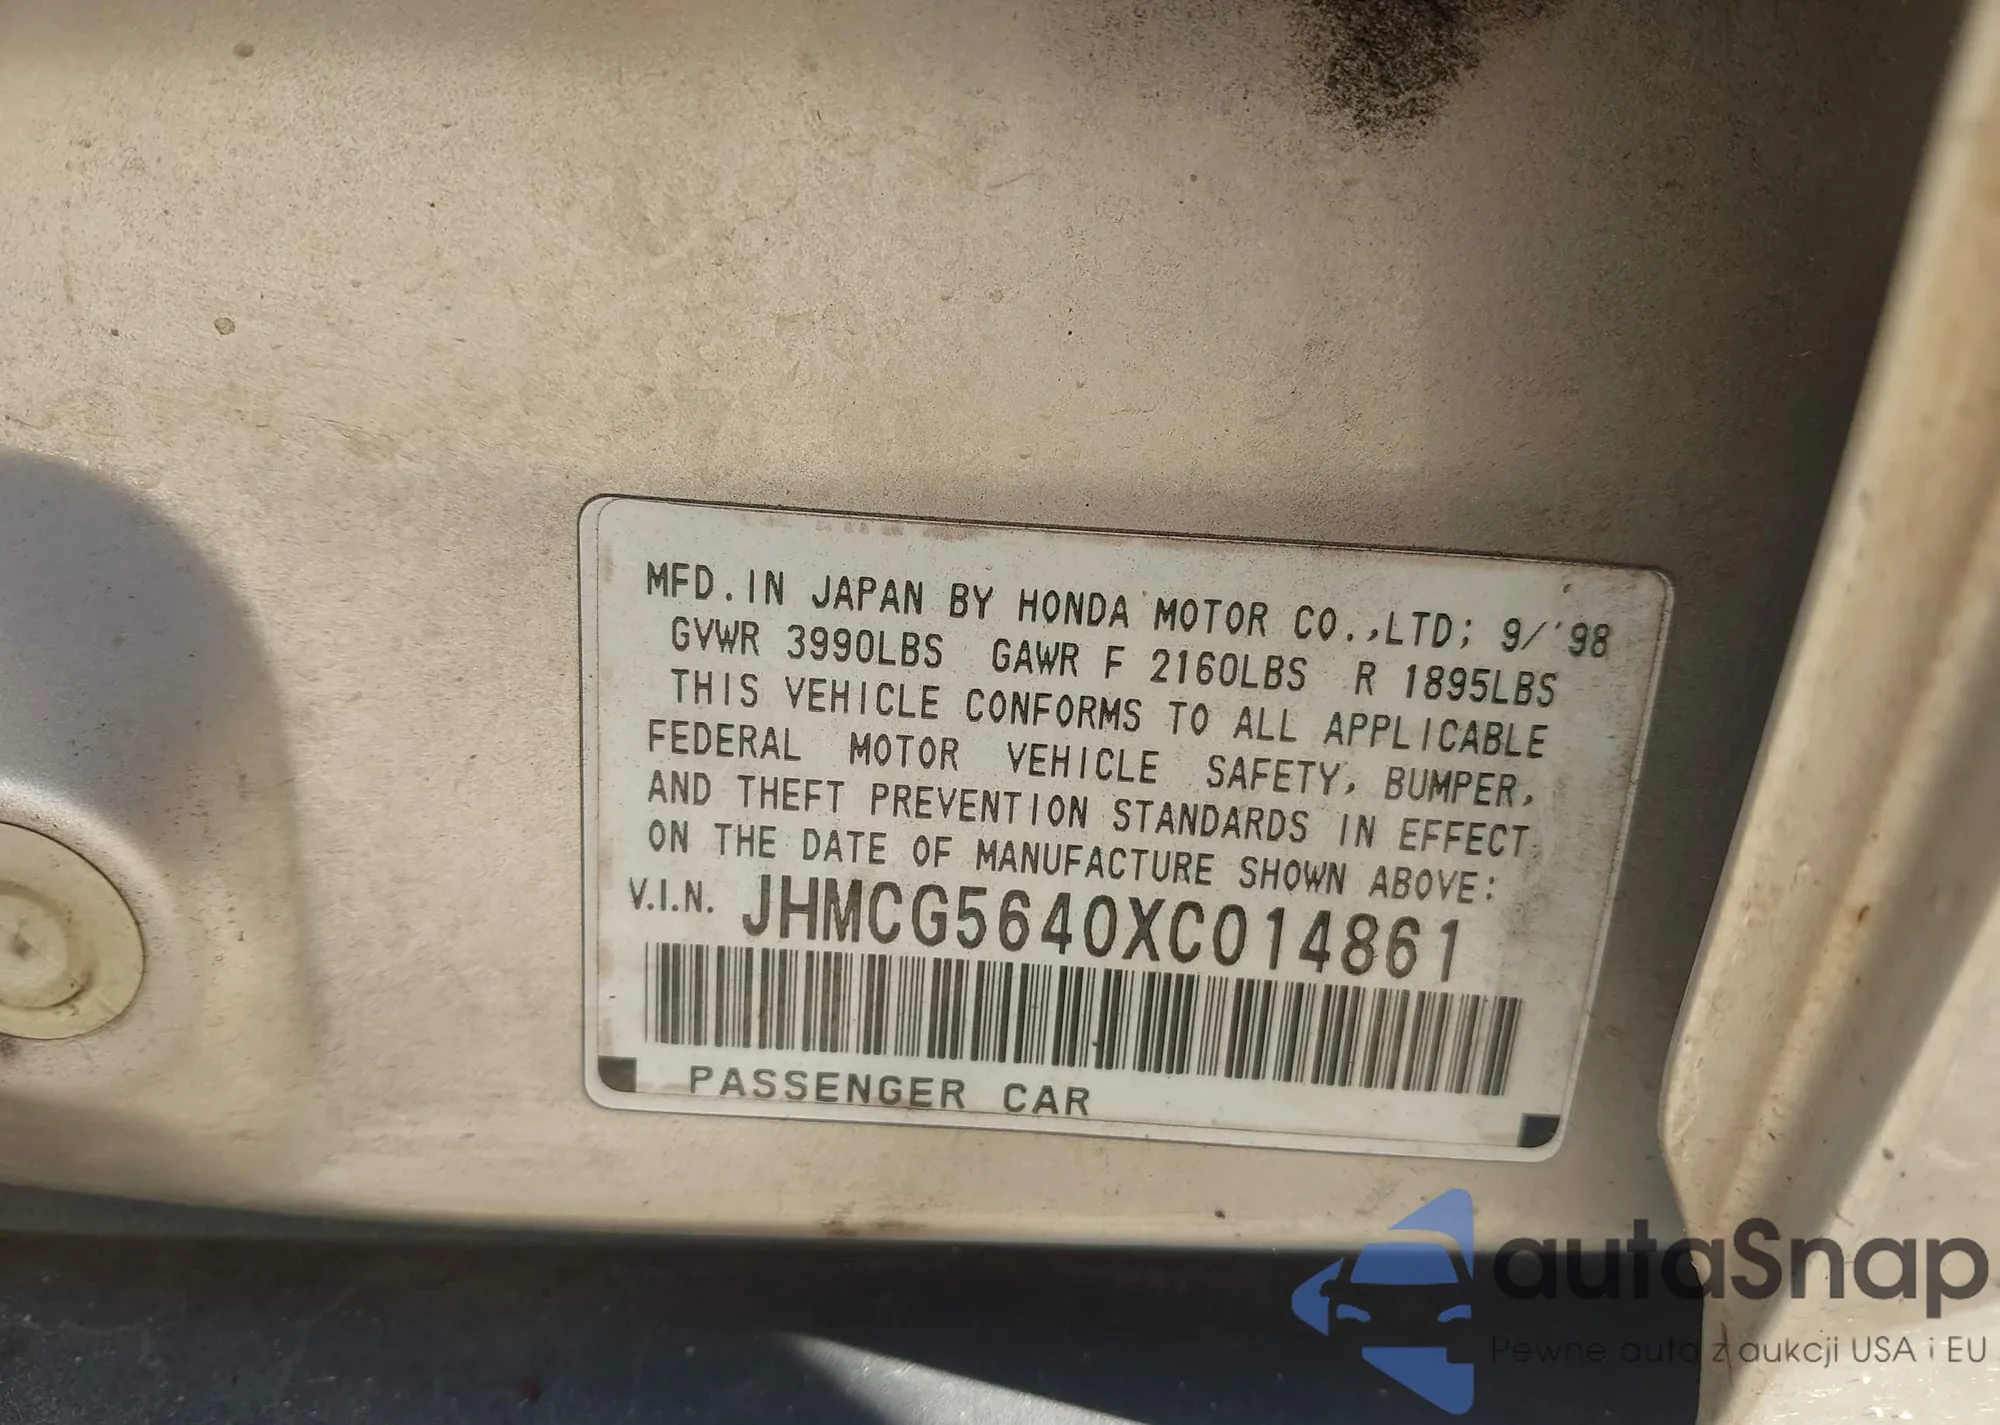 MFD. IN JAPAN BY HONDA MOTOR CO.,LTD; 9/'98
GVWR 3990LBS GAWR F 2160LBS R 1895LBS
THIS VEHICLE CONFORMS TO ALL APPLICABLE
FEDERAL MOTOR VEHICLE SAFETY, BUMPER,
AND THEFT PREVENTION STANDARDS IN EFFECT
ON THE DATE OF MANUFACTURE SHOWN ABOVE:
V.I.N. JHMCG5640XC014861
PASSENGER CAR
autaSnap
Pewne auta z aukcji USA i EU